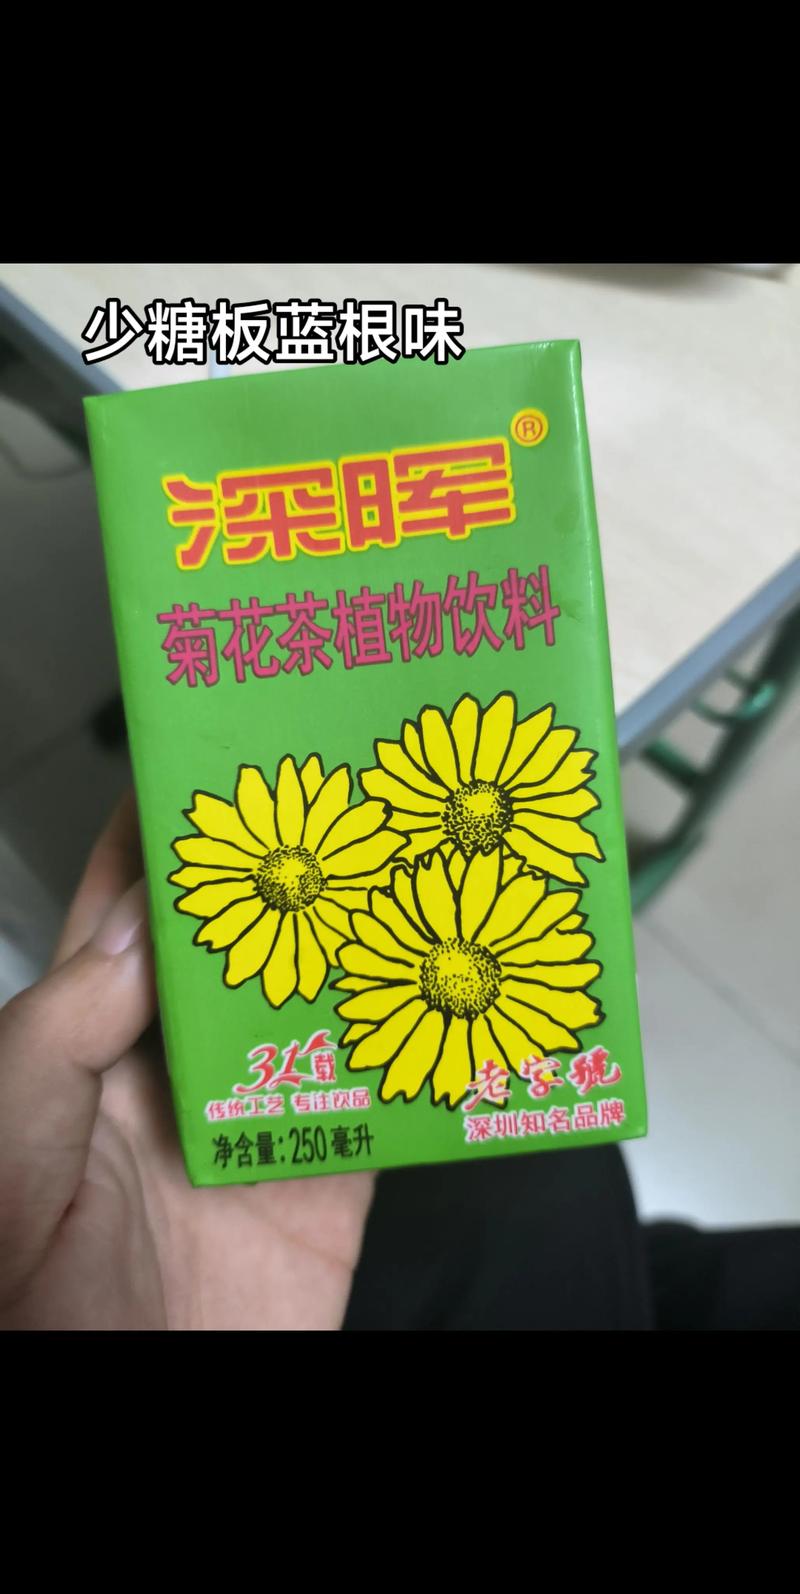 少糖板蓝根味
深晖®
菊花茶植物饮料
31载
传统工艺 专注饮品
净含量:250毫升
老字號
深圳知名品牌